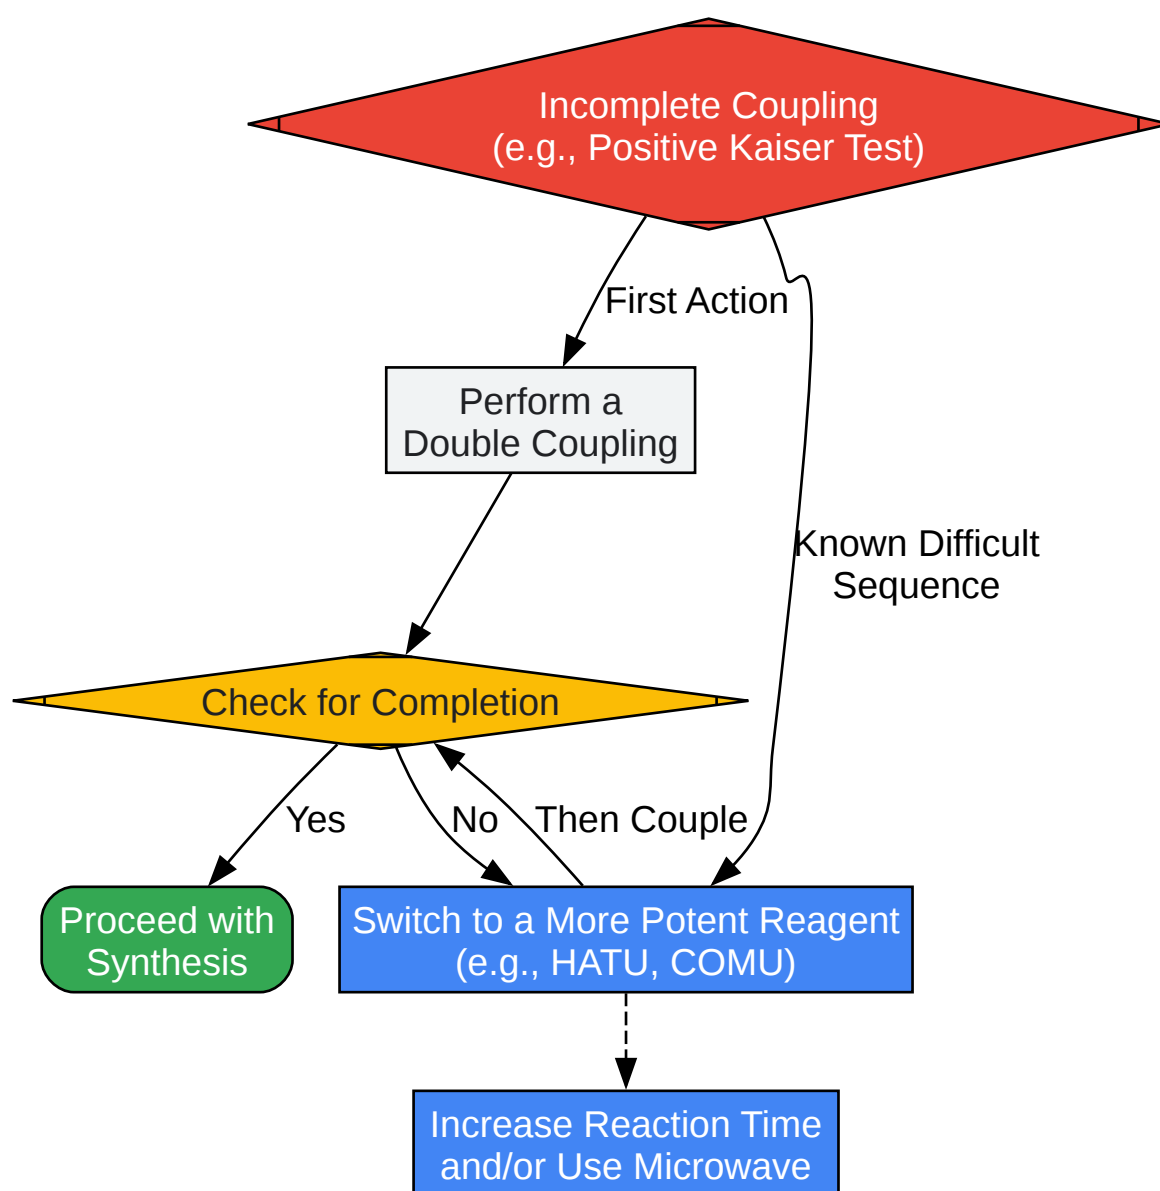 Incomplete Coupling
(e.g., Positive Kaiser Test)
First Action
Perform a
Double Coupling
Known Difficult
Sequence
Check for Completion
Yes
No
Then Couple
Proceed with
Synthesis
Switch to a More Potent Reagent
(e.g., HATU, COMU)
Increase Reaction Time
and/or Use Microwave